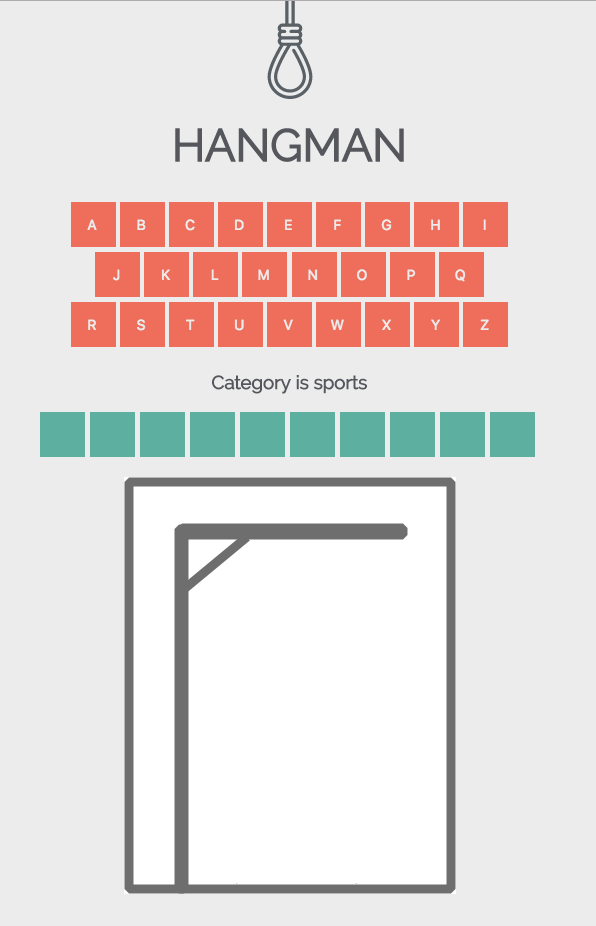 HANGMAN
A B C D E F G H I
J K L M N O P Q
R S T U V W X Y Z
Category is sports